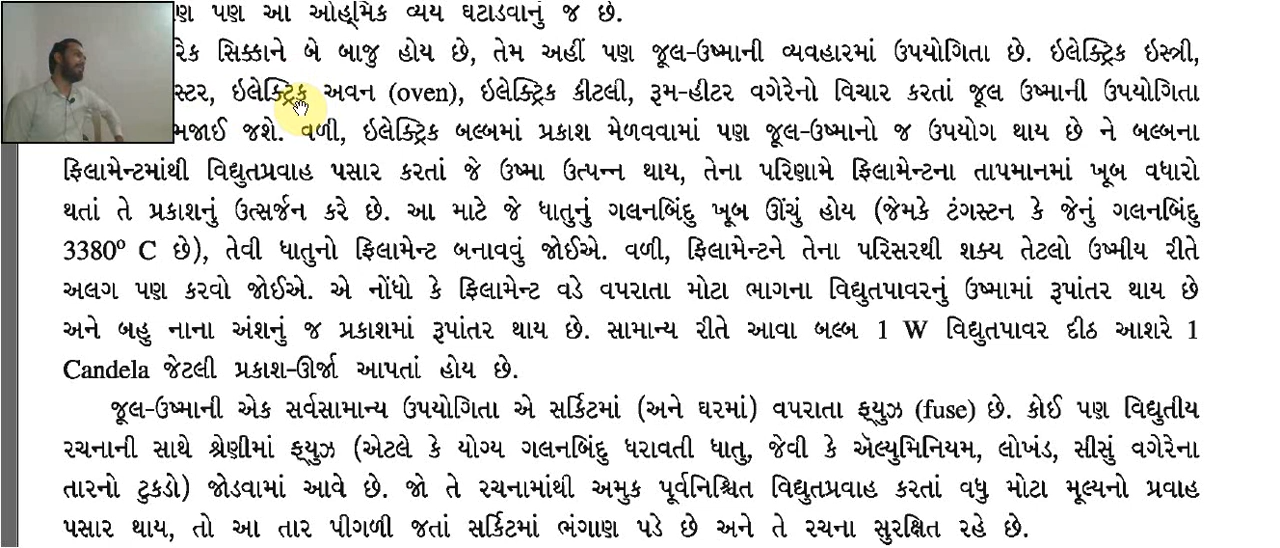 પણ આ ઓહ્‌મિક વ્યય ઘટાડવાનું જ છે.
સિક્કાને બે બાજુ હોય છે, તેમ અહીં પણ જૂલ-ઉષ્માની વ્યવહારમાં ઉપયોગિતા છે. ઇલેક્ટ્રિક ઇસ્ત્રી,
ઇલેક્ટ્રિક અવન (oven), ઇલેક્ટ્રિક કીટલી, રૂમ-હીટર વગેરેનો વિચાર કરતાં જૂલ ઉષ્માની ઉપયોગિતા
જશે. વળી, ઇલેક્ટ્રિક બલ્બમાં પ્રકાશ મેળવવામાં પણ જૂલ-ઉષ્માનો જ ઉપયોગ થાય છે ને બલ્બના
ફિલામેન્ટમાંથી વિદ્યુતપ્રવાહ પસાર કરતાં જે ઉષ્મા ઉત્પન્ન થાય, તેના પરિણામે ફિલામેન્ટના તાપમાનમાં ખૂબ વધારો
થતાં તે પ્રકાશનું ઉત્સર્જન કરે છે. આ માટે જે ધાતુનું ગલનબિંદુ ખૂબ ઊંચું હોય (જેમકે ટંગસ્ટન કે જેનું ગલનબિંદુ
3380° C છે), તેવી ધાતુનો ફિલામેન્ટ બનાવવું જોઈએ. વળી, ફિલામેન્ટને તેના પરિસરથી શક્ય તેટલો ઉષ્મીય રીતે
અલગ પણ કરવો જોઈએ. એ નોંધો કે ફિલામેન્ટ વડે વપરાતા મોટા ભાગના વિદ્યુતપાવરનું ઉષ્મામાં રૂપાંતર થાય છે
અને બહુ નાના અંશનું જ પ્રકાશમાં રૂપાંતર થાય છે. સામાન્ય રીતે આવા બલ્બ 1 W વિદ્યુતપાવર દીઠ આશરે 1
Candela જેટલી પ્રકાશ-ઊર્જા આપતાં હોય છે.
જૂલ-ઉષ્માની એક સર્વસામાન્ય ઉપયોગિતા એ સર્કિટમાં (અને ઘરમાં) વપરાતા ફ્યુઝ (fuse) છે. કોઈ પણ વિદ્યુતીય
રચનાની સાથે શ્રેણીમાં ફ્યુઝ (એટલે કે યોગ્ય ગલનબિંદુ ધરાવતી ધાતુ, જેવી કે ઍલ્યુમિનિયમ, લોખંડ, સીસું વગેરેના
તારનો ટુકડો) જોડવામાં આવે છે. જો તે રચનામાંથી અમુક પૂર્વનિશ્ચિત વિદ્યુતપ્રવાહ કરતાં વધુ મોટા મૂલ્યનો પ્રવાહ
પસાર થાય, તો આ તાર પીગળી જતાં સર્કિટમાં ભંગાણ પડે છે અને તે રચના સુરક્ષિત રહે છે.